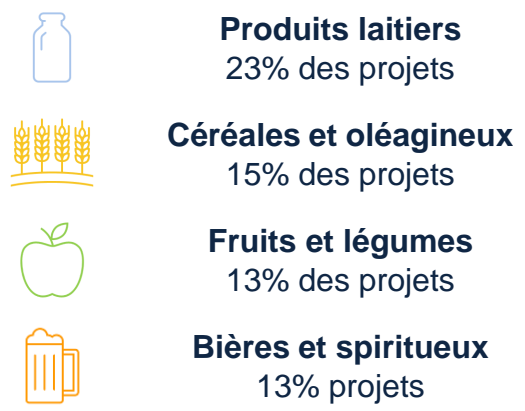 Produits laitiers
23% des projets
Céréales et oléagineux
15% des projets
Fruits et légumes
13% des projets
Bières et spiritueux
13% projets